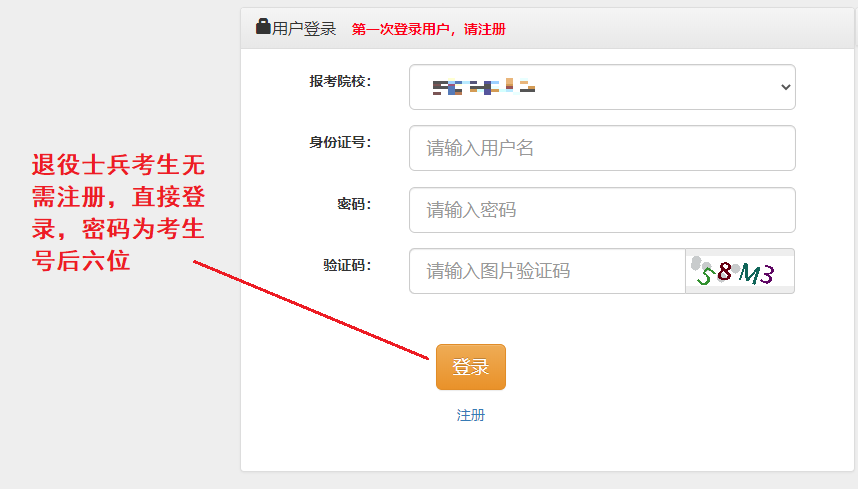 用户登录 第一次登录用户，请注册
报考院校：
身份证号： 请输入用户名
密码： 请输入密码
验证码： 请输入图片验证码 S8M3
登录
注册
退役士兵考生无
需注册，直接登
录，密码为考生
号后六位